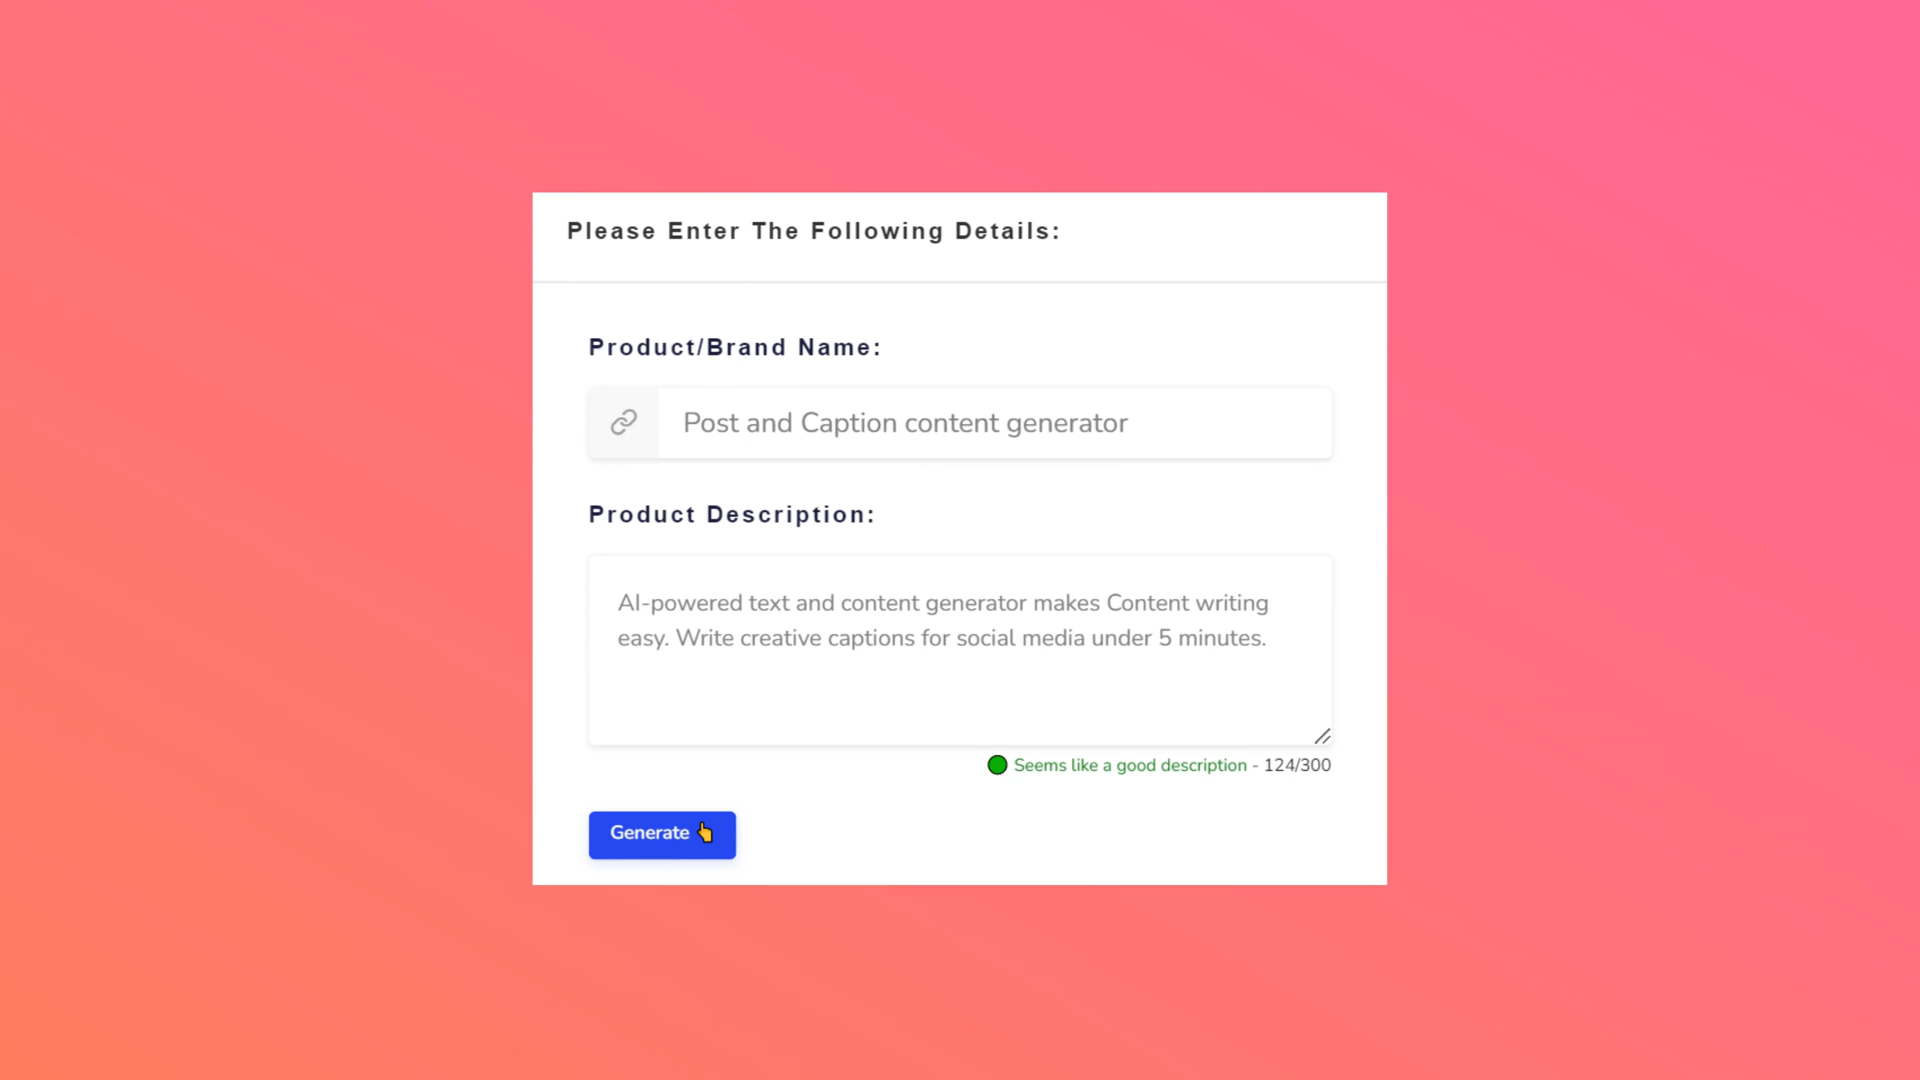 Please Enter The Following Details:
Product/Brand Name:
Post and Caption content generator
Product Description:
AI-powered text and content generator makes Content writing
easy. Write creative captions for social media under 5 minutes.
Seems like a good description - 124/300
Generate